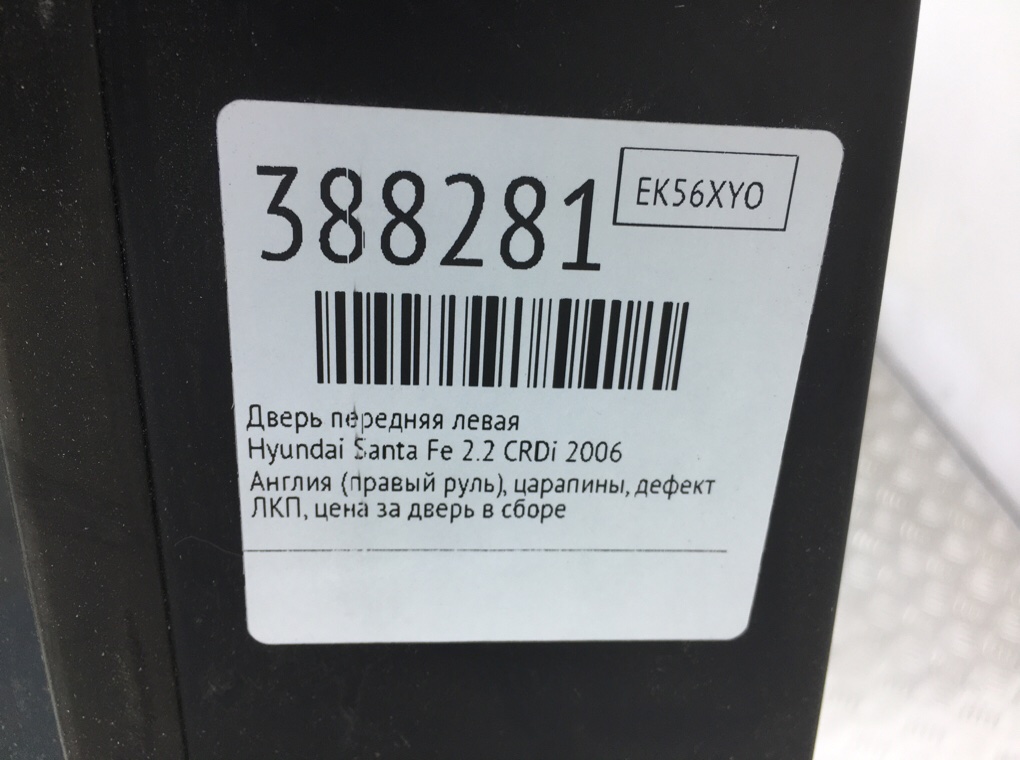 388281
EK56XYO
Дверь передняя левая
Hyundai Santa Fe 2.2 CRDi 2006
Англия (правый руль), царапины, дефект
ЛКП, цена за дверь в сборе